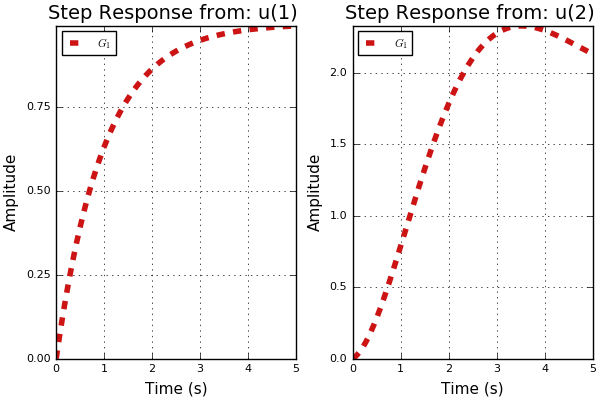 Step Response from: u(1)
G₁
Amplitude
0.75
0.50
0.25
0.00
0 1 2 3 4 5
Time (s)
Step Response from: u(2)
G₁
Amplitude
2.0
1.5
1.0
0.5
0.0
0 1 2 3 4 5
Time (s)